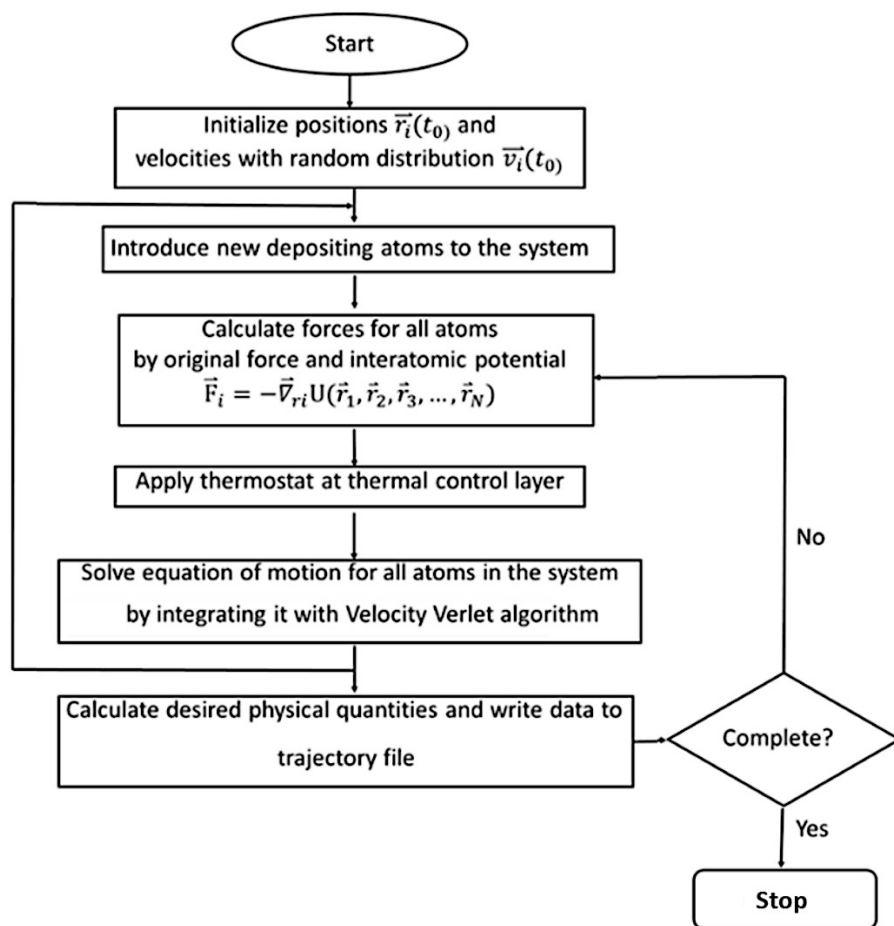 Start
Initialize positions $\vec{r_i}(t_0)$ and
velocities with random distribution $\vec{v_i}(t_0)$
Introduce new depositing atoms to the system
Calculate forces for all atoms
by original force and interatomic potential
$\vec{F}_i = -\vec{\nabla}_{ri} U(\vec{r}_1, \vec{r}_2, \vec{r}_3, \ldots, \vec{r}_N)$
Apply thermostat at thermal control layer
Solve equation of motion for all atoms in the system
by integrating it with Velocity Verlet algorithm
Calculate desired physical quantities and write data to
trajectory file
Complete?
No
Yes
Stop